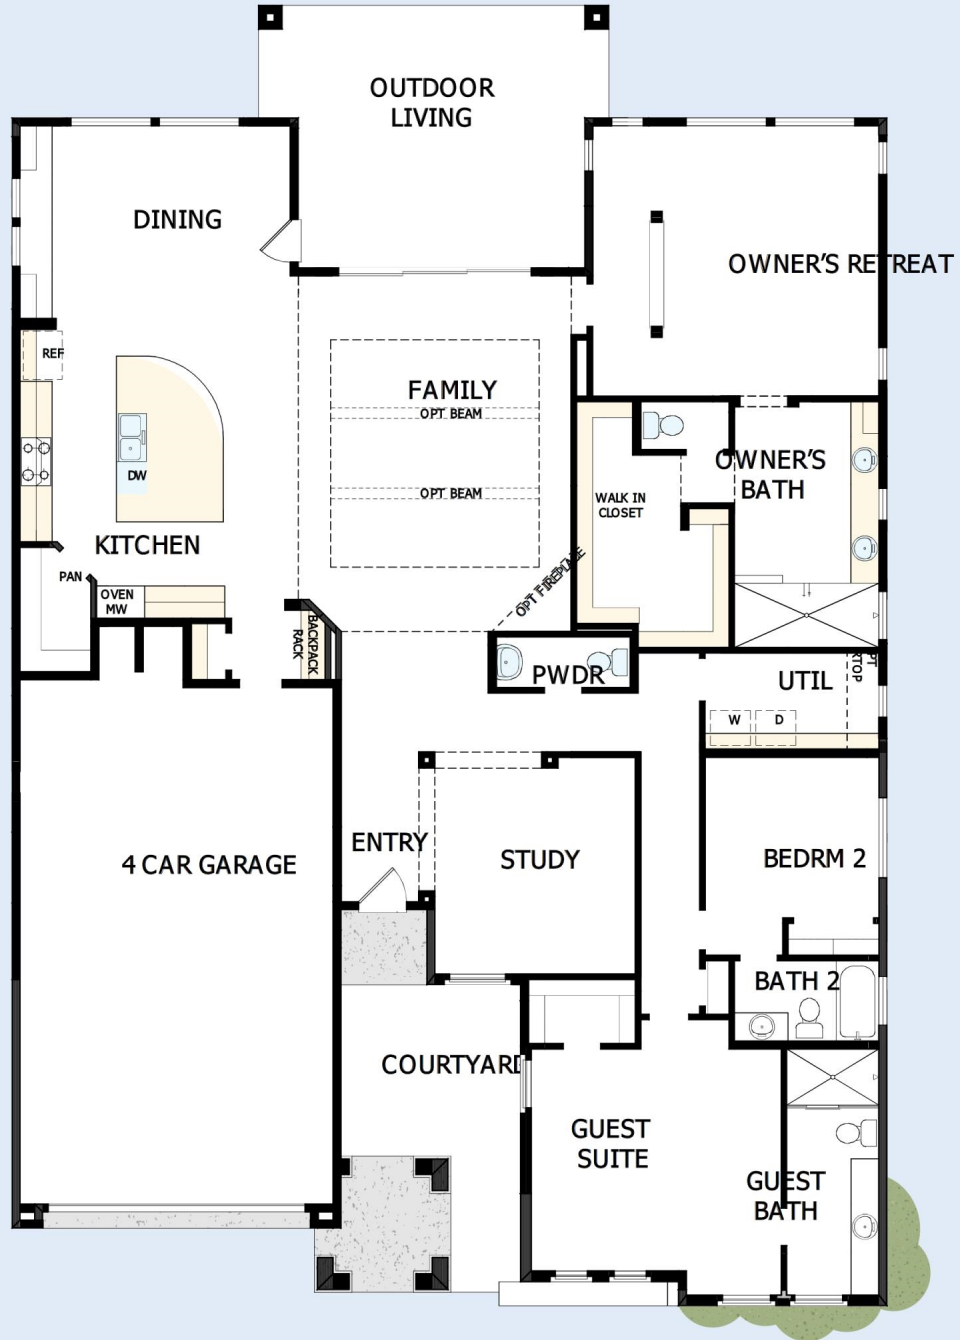 OUTDOOR
LIVING
DINING
OWNER'S RETREAT
REF
FAMILY
OPT BEAM
OWNER'S
BATH
DW
OPT BEAM
WALK IN
CLOSET
KITCHEN
PAN
OVEN
MW
OPT FIREPLACE
BACKPACK
RACK
PWDR
UTIL
PT
RTOP
W
D
ENTRY
STUDY
BEDRM 2
4 CAR GARAGE
BATH 2
COURTYARD
GUEST
SUITE
GUEST
BATH